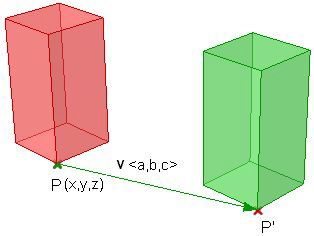 v <a,b,c>
P(x,y,z)
P'